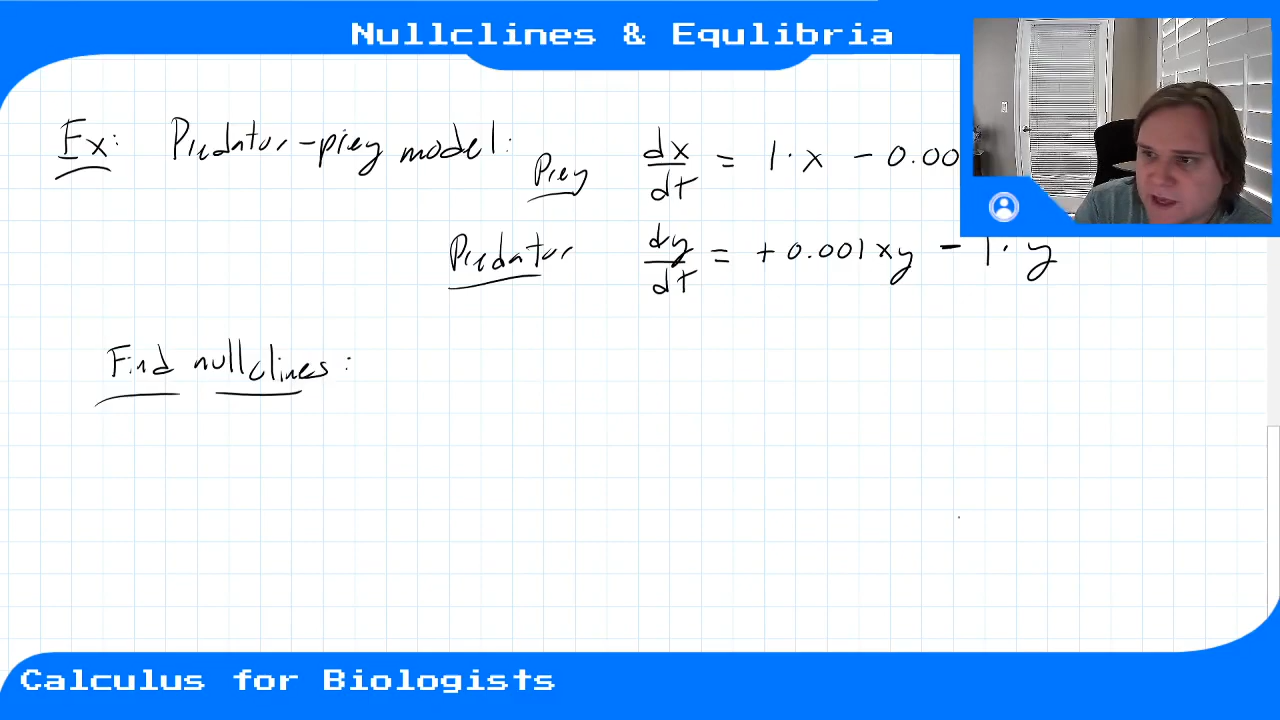 Nullclines & Equlibria
Ex: Predator-prey model:
Prey dx/dt = 1·x - 0.00
Predator dy/dt = +0.001xy - 1·y
Find nullclines:
Calculus for Biologists